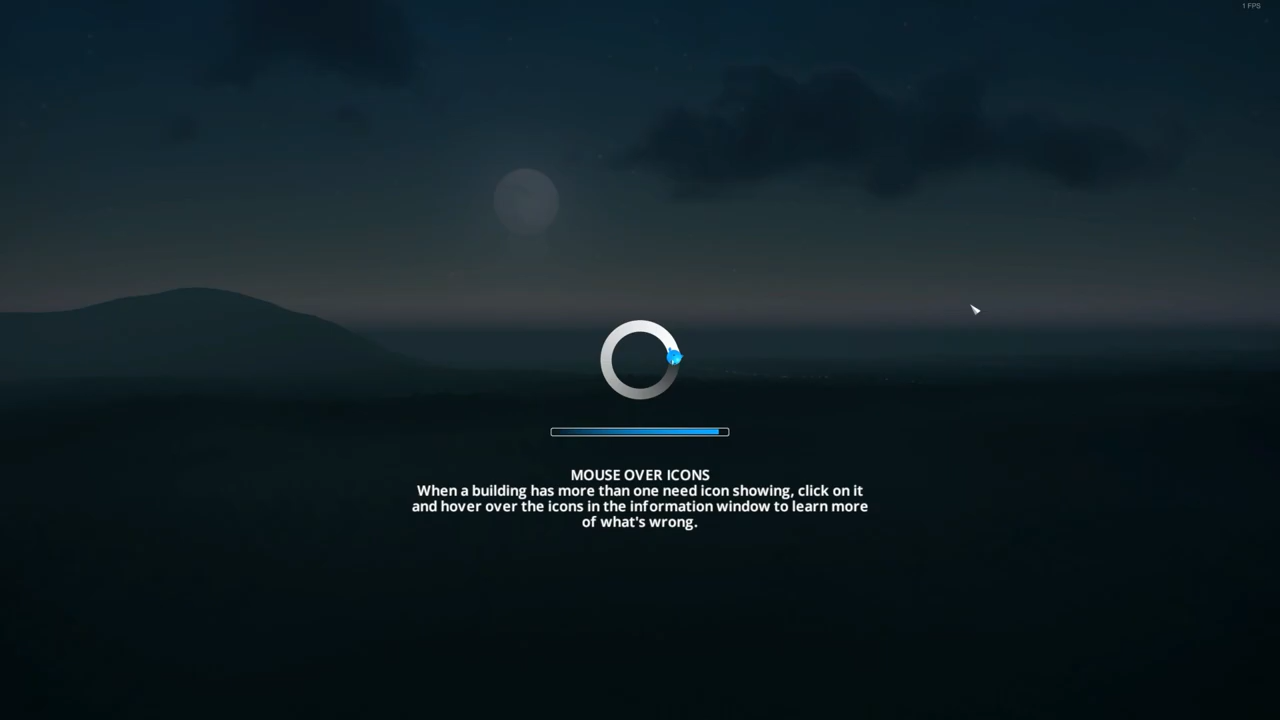 1 FPS
MOUSE OVER ICONS
When a building has more than one need icon showing, click on it
and hover over the icons in the information window to learn more
of what's wrong.